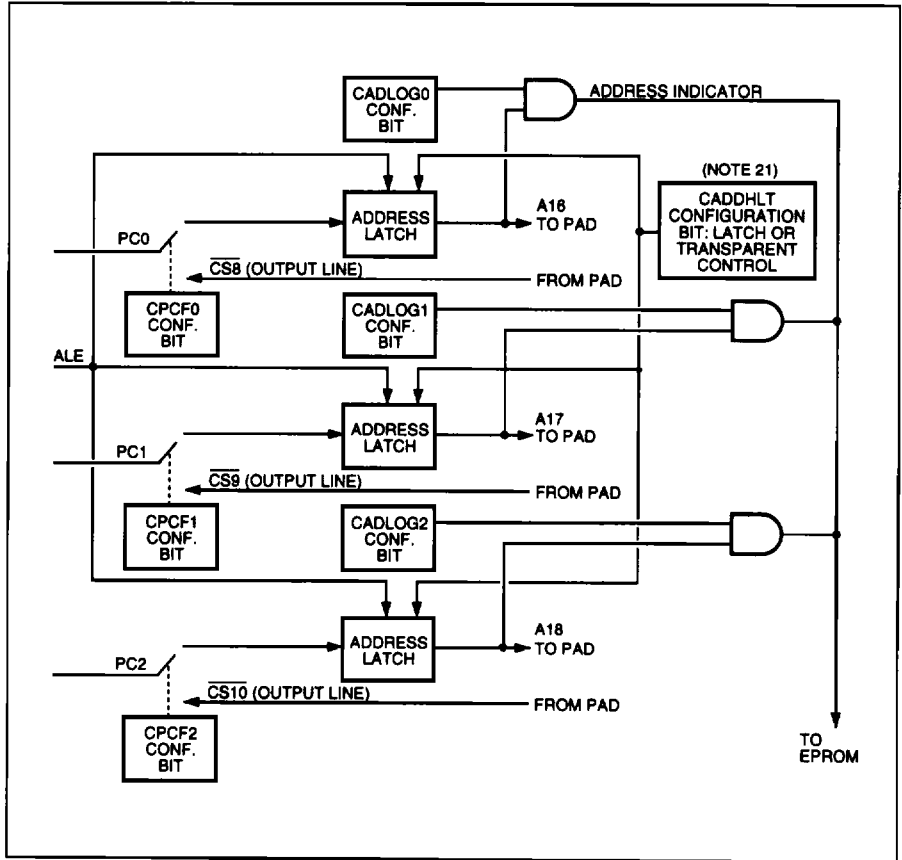 CADLOG0
CONF.
BIT
ADDRESS INDICATOR
(NOTE 21)
CADDHLT
CONFIGURATION
BIT: LATCH OR
TRANSPARENT
CONTROL
ADDRESS
LATCH
A16
TO PAD
PC0
CS8 (OUTPUT LINE)
FROM PAD
CPCF0
CONF.
BIT
CADLOG1
CONF.
BIT
ALE
ADDRESS
LATCH
A17
TO PAD
PC1
CS9 (OUTPUT LINE)
FROM PAD
CPCF1
CONF.
BIT
CADLOG2
CONF.
BIT
ADDRESS
LATCH
A18
TO PAD
PC2
CS10 (OUTPUT LINE)
FROM PAD
CPCF2
CONF.
BIT
TO
EPROM